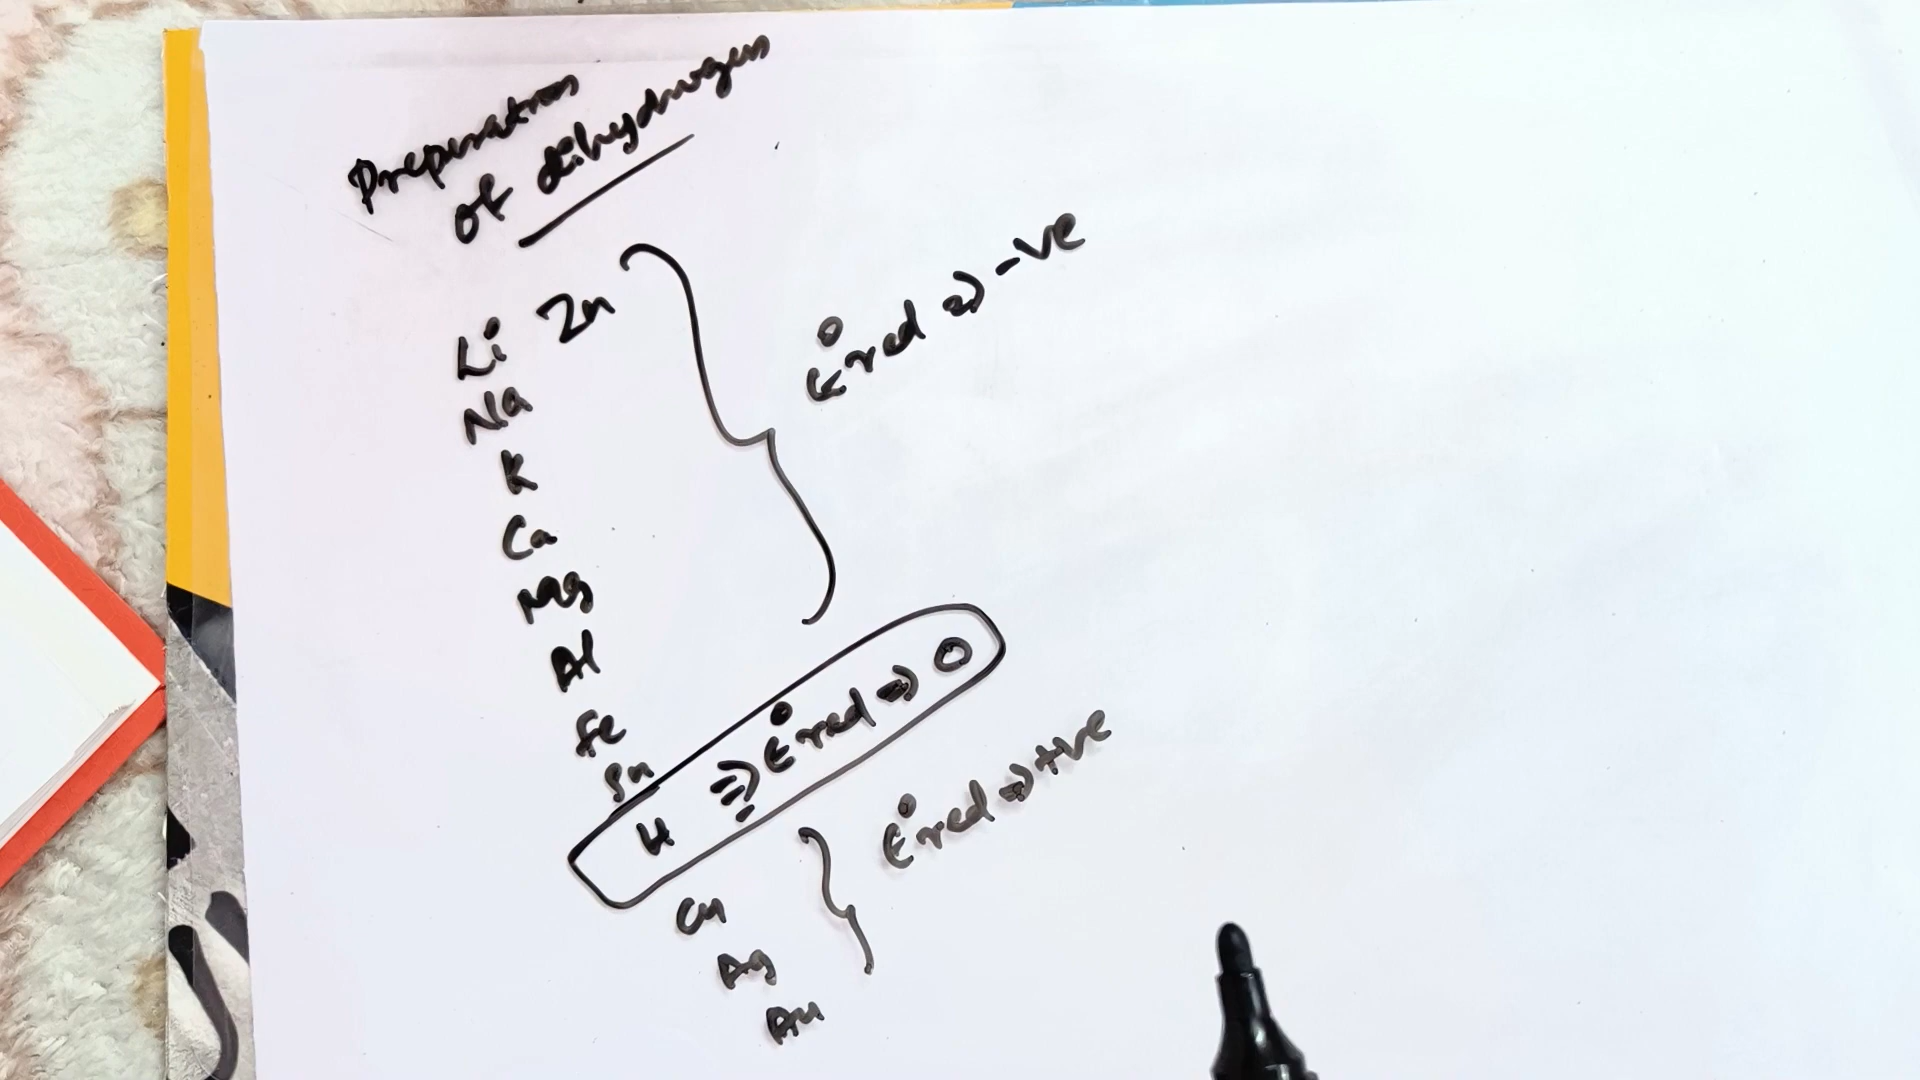 Preperation
of dihydrogen
Zn
Li
Na
K
Ca
Mg
Al
Fe
Sn
E°red ⇒ -ve
H ⇒ E°red ⇒ 0
E°red ⇒ +ve
Cu
Ag
Au